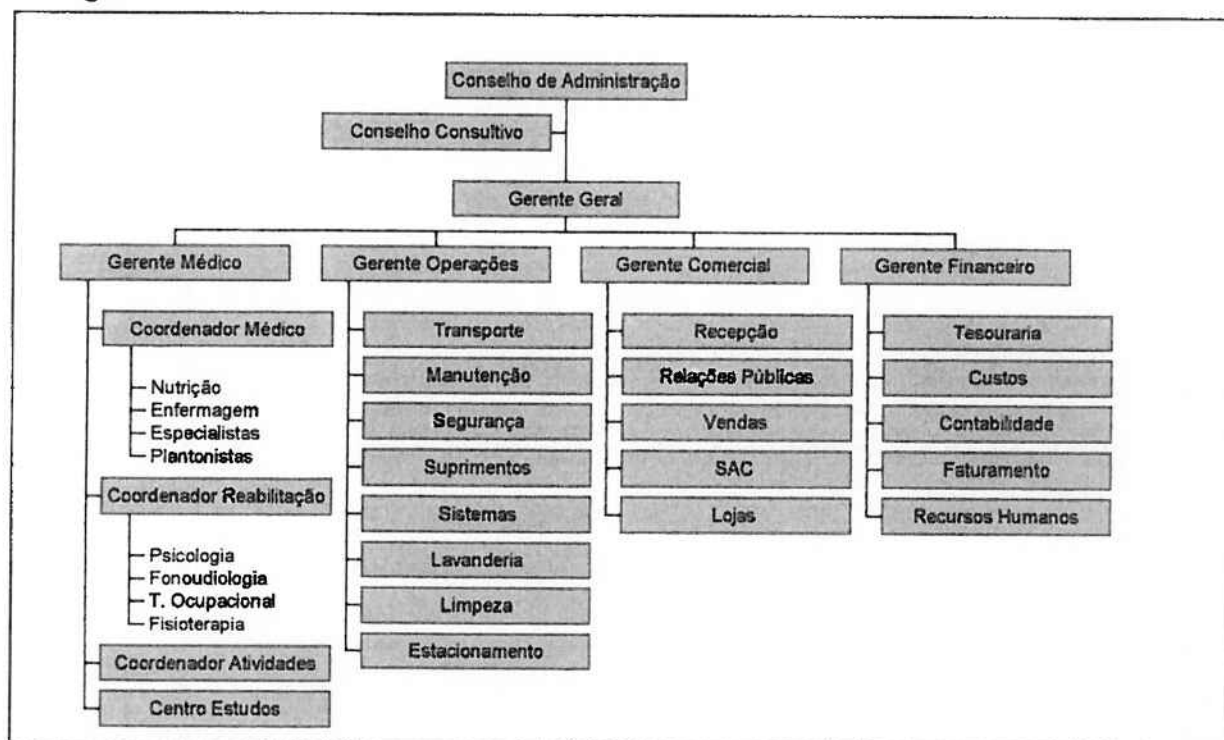 Conselho de Administração
Conselho Consultivo
Gerente Geral
Gerente Médico
Gerente Operações
Gerente Comercial
Gerente Financeiro
Coordenador Médico
Nutrição
Enfermagem
Especialistas
Plantonistas
Coordenador Reabilitação
Psicologia
Fonoudiologia
T. Ocupacional
Fisioterapia
Coordenador Atividades
Centro Estudos
Transporte
Manutenção
Segurança
Suprimentos
Sistemas
Lavanderia
Limpeza
Estacionamento
Recepção
Relações Públicas
Vendas
SAC
Lojas
Tesouraria
Custos
Contabilidade
Faturamento
Recursos Humanos